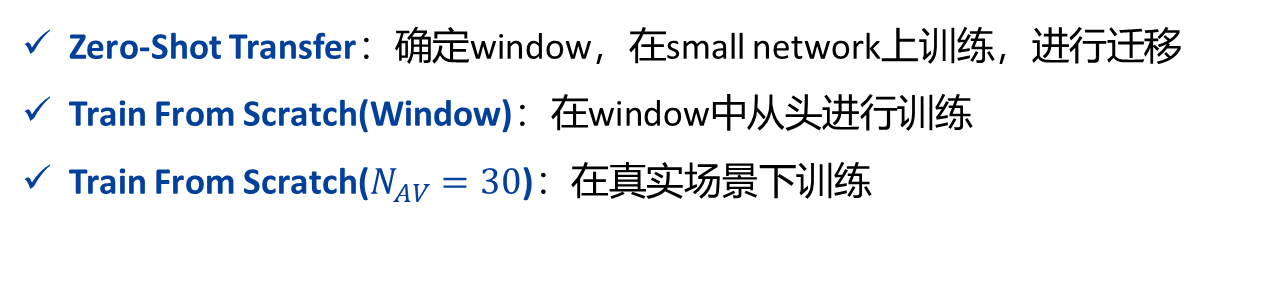 ✓ Zero-Shot Transfer：确定window，在small network上训练，进行迁移
✓ Train From Scratch(Window)：在window中从头进行训练
✓ Train From Scratch(N_{AV} = 30)：在真实场景下训练